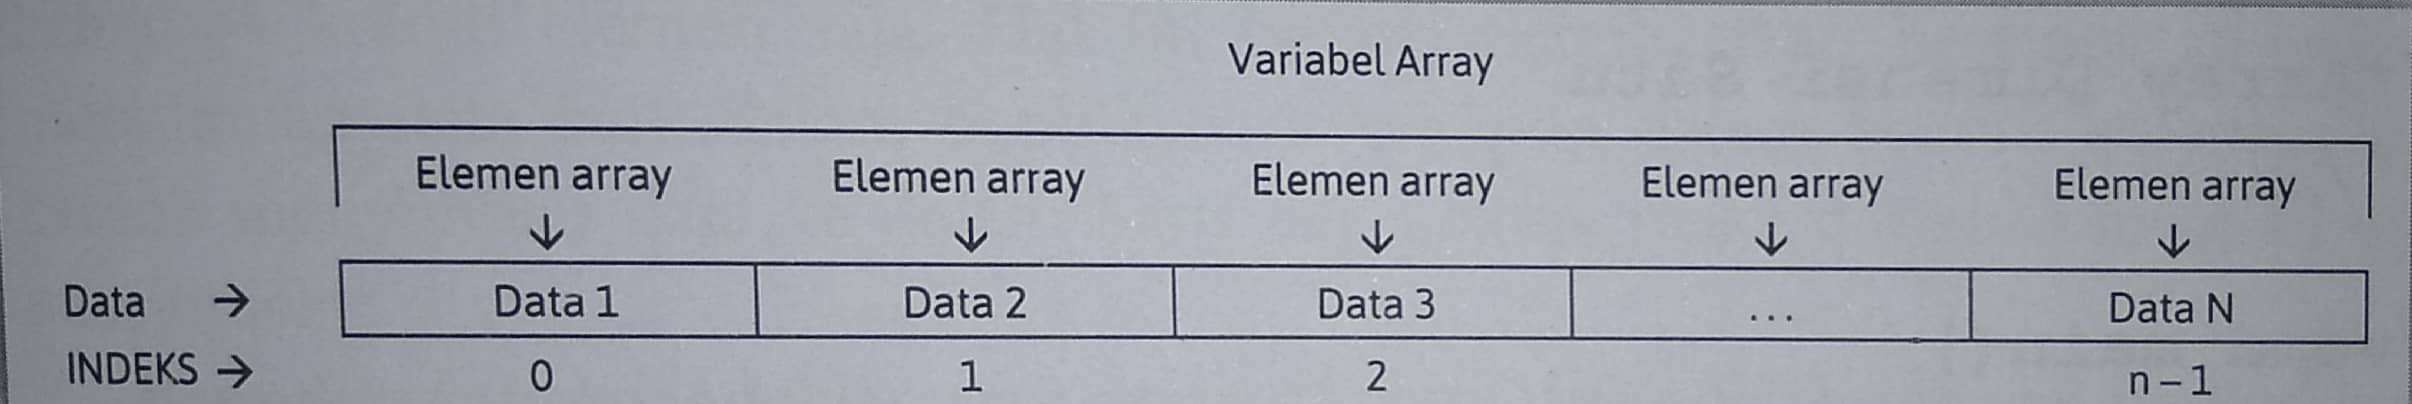 Variabel Array
Elemen array Elemen array Elemen array Elemen array Elemen array
↓ ↓ ↓ ↓ ↓
Data → Data 1 Data 2 Data 3 ... Data N
INDEKS → 0 1 2 n – 1